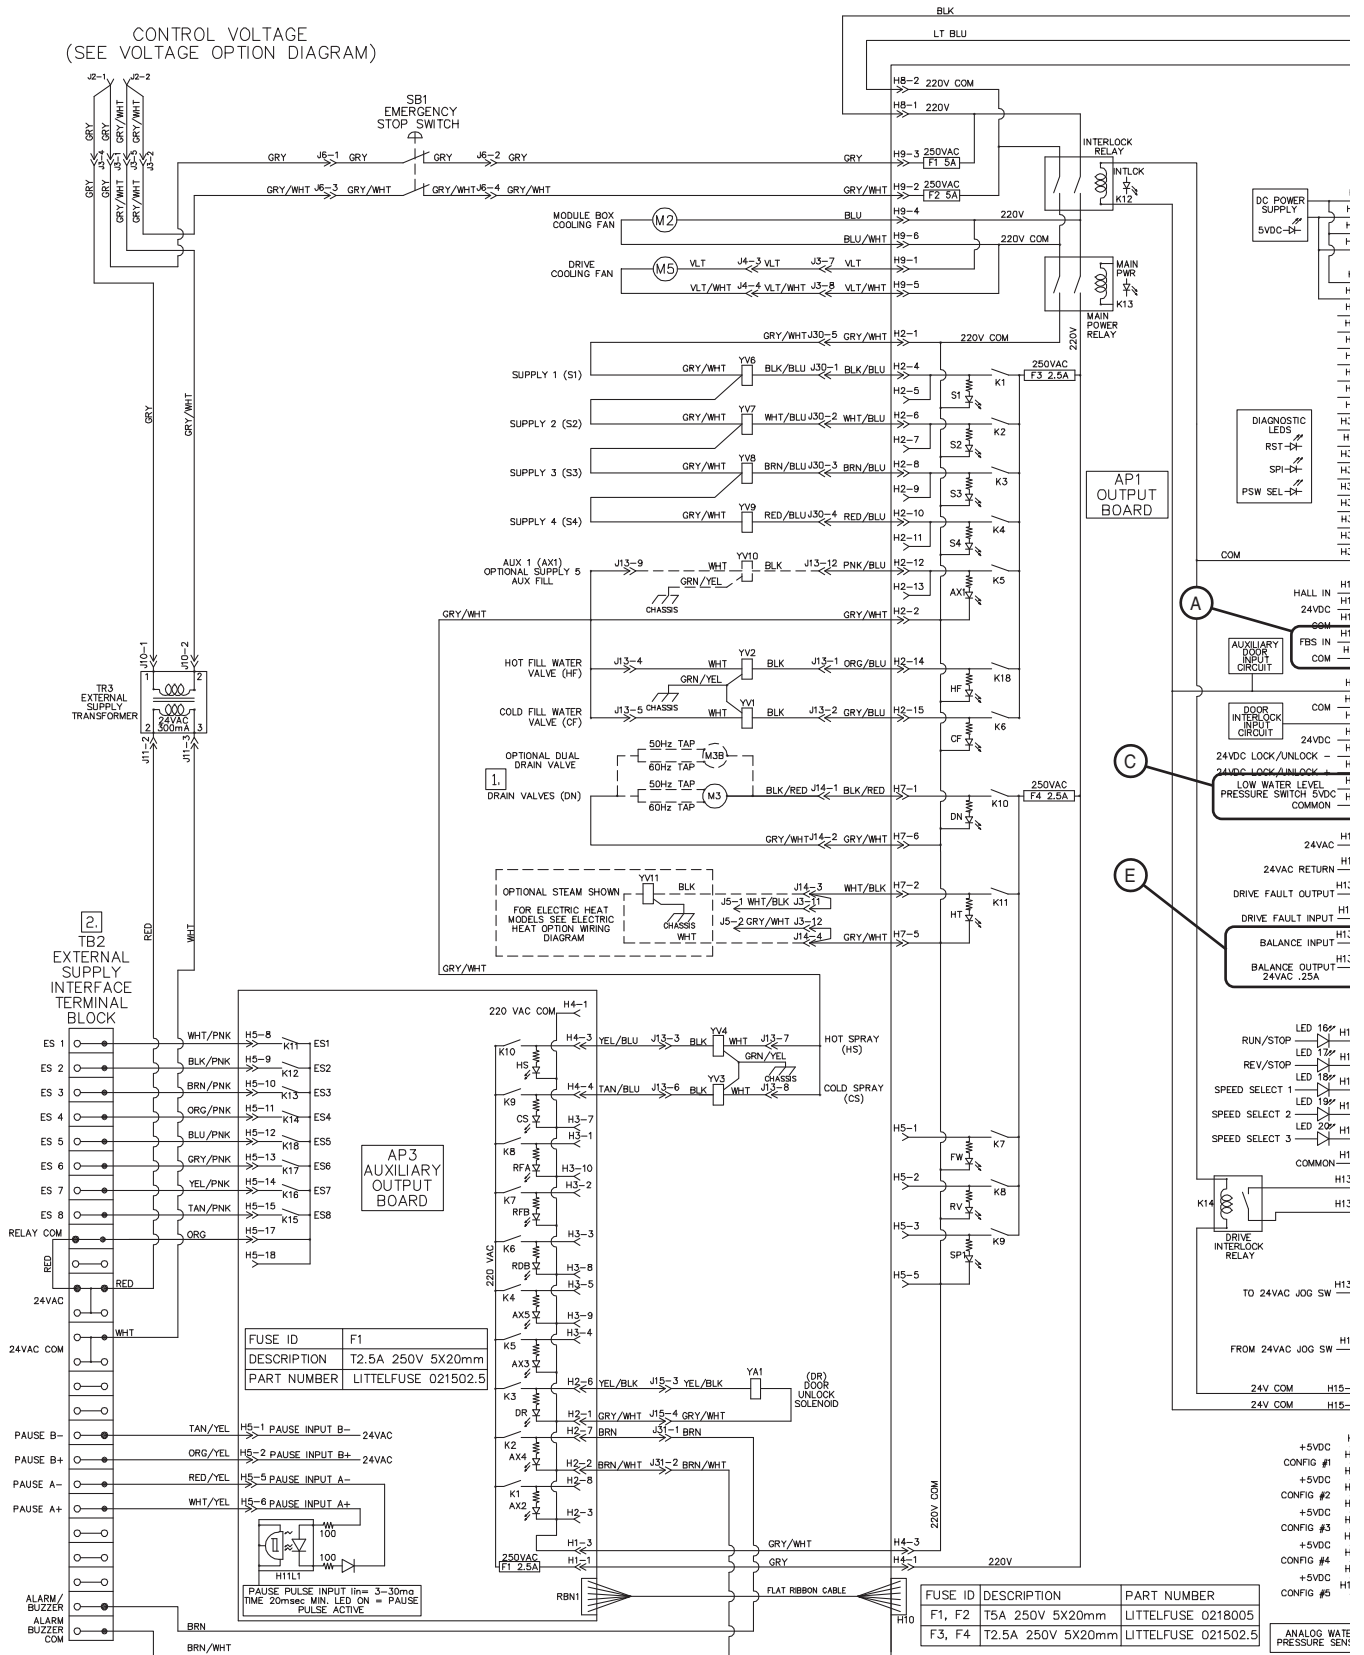 BLK
CONTROL VOLTAGE
(SEE VOLTAGE OPTION DIAGRAM)
LT BLU
J2-1
J2-2
H8-2 220V COM
H8-1 220V
GRY
GRY
GRY/WHT
GRY/WHT
J3-4
J3-1
J3-5
J3-2
SB1
EMERGENCY
STOP SWITCH
INTERLOCK
RELAY
GRY J6-1 GRY GRY J6-2 GRY GRY H9-3 250VAC
F1 5A
INTLCK
K12
GRY/WHT J6-3 GRY/WHT GRY/WHT J6-4 GRY/WHT GRY/WHT H9-2 250VAC
F2 5A
GRY
GRY
GRY/WHT
GRY/WHT
MODULE BOX
COOLING FAN
M2
BLU H9-4 220V
BLU/WHT H9-6 220V COM
DC POWER
SUPPLY
5VDC
DRIVE
COOLING FAN
M5
VLT J4-3 VLT J3-7 VLT H9-1
VLT/WHT J4-4 VLT/WHT J3-8 VLT/WHT H9-5
MAIN
PWR
K13
MAIN
POWER
RELAY
220V
GRY/WHT J30-5 GRY/WHT H2-1 220V COM
SUPPLY 1 (S1) GRY/WHT YV6 BLK/BLU J30-1 BLK/BLU H2-4 K1
250VAC
F3 2.5A
H2-5 S1
GRY
GRY/WHT
SUPPLY 2 (S2) GRY/WHT YV7 WHT/BLU J30-2 WHT/BLU H2-6 K2
H2-7 S2
DIAGNOSTIC
LEDS
RST
SPI
PSW SEL
SUPPLY 3 (S3) GRY/WHT YV8 BRN/BLU J30-3 BRN/BLU H2-8 K3
H2-9 S3
AP1
OUTPUT
BOARD
SUPPLY 4 (S4) GRY/WHT YV9 RED/BLU J30-4 RED/BLU H2-10 K4
H2-11 S4
COM
AUX 1 (AX1)
OPTIONAL SUPPLY 5
AUX FILL
J13-9 WHT YV10 BLK J13-12 PNK/BLU H2-12 K5
GRN/YEL
CHASSIS
H2-13 AX1
GRY/WHT GRY/WHT H2-2
HALL IN
24VDC
COM
FBS IN
COM
A
AUXILIARY
DOOR
INPUT
CIRCUIT
J10-1
J10-2
HOT FILL WATER
VALVE (HF)
J13-4 WHT YV2 BLK J13-1 ORG/BLU H2-14 K18
GRN/YEL
CHASSIS
HF
TR3
EXTERNAL
SUPPLY
TRANSFORMER
1 2
24VAC
300mA
2 3
J11-2
J11-3
COLD FILL WATER
VALVE (CF)
J13-5 WHT YV1 BLK J13-2 GRY/BLU H2-15 K6
CF
COM
DOOR
INTERLOCK
INPUT
CIRCUIT
24VDC
24VDC LOCK/UNLOCK -
24VDC LOCK/UNLOCK +
C
LOW WATER LEVEL
PRESSURE SWITCH 5VDC
COMMON
OPTIONAL DUAL
DRAIN VALVE
50Hz TAP
60Hz TAP
M3B
1.
DRAIN VALVES (DN)
50Hz TAP
60Hz TAP
M3
BLK/RED J14-1 BLK/RED H7-1 K10
250VAC
F4 2.5A
DN
GRY/WHT J14-2 GRY/WHT H7-6
24VAC
24VAC RETURN
E
DRIVE FAULT OUTPUT
DRIVE FAULT INPUT
BALANCE INPUT
BALANCE OUTPUT
24VAC .25A
OPTIONAL STEAM SHOWN
FOR ELECTRIC HEAT
MODELS SEE ELECTRIC
HEAT OPTION WIRING
DIAGRAM
YV11
BLK
CHASSIS
WHT
J14-3 WHT/BLK H7-2 K11
J5-1 WHT/BLK J3-11
J5-2 GRY/WHT J3-12
J14-4 GRY/WHT H7-5
HT
RED
WHT
GRY/WHT
2.
TB2
EXTERNAL
SUPPLY
INTERFACE
TERMINAL
BLOCK
ES 1 WHT/PNK H5-8 K11 ES1
ES 2 BLK/PNK H5-9 K12 ES2
ES 3 BRN/PNK H5-10 K13 ES3
ES 4 ORG/PNK H5-11 K14 ES4
ES 5 BLU/PNK H5-12 K18 ES5
ES 6 GRY/PNK H5-13 K17 ES6
ES 7 YEL/PNK H5-14 K16 ES7
ES 8 TAN/PNK H5-15 K15 ES8
RELAY COM ORG H5-17
H5-18
RED
RED
24VAC
WHT
24VAC COM
AP3
AUXILIARY
OUTPUT
BOARD
220 VAC COM H4-1
K10 H4-3 YEL/BLU J13-3 BLK YV4 WHT J13-7 HOT SPRAY
(HS)
HS
GRN/YEL
CHASSIS
K9 H4-4 TAN/BLU J13-6 BLK YV3 WHT J13-8 COLD SPRAY
(CS)
CS H3-7
K8 H3-1
RFA H3-10
K7 H3-2
RFB
K6 H3-3
RDB H3-8
220 VAC
K4 H3-5
AX5 H3-9
K5 H3-4
AX3
K3 H2-6 YEL/BLK J15-3 YEL/BLK YA1
(DR)
DOOR
UNLOCK
SOLENOID
DR H2-1 GRY/WHT J15-4 GRY/WHT
K2 H2-7 BRN J31-1 BRN
AX4 H2-2 BRN/WHT J31-2 BRN/WHT
K1 H2-8
AX2 H2-3
H5-1 K7
FW
H5-2 K8
RV
H5-3 K9
SP1
H5-5
LED 16
RUN/STOP
LED 17
REV/STOP
LED 18
SPEED SELECT 1
LED 19
SPEED SELECT 2
LED 20
SPEED SELECT 3
COMMON
K14
DRIVE
INTERLOCK
RELAY
TO 24VAC JOG SW
FROM 24VAC JOG SW
24V COM H15-
24V COM H15-
FUSE ID F1
DESCRIPTION T2.5A 250V 5X20mm
PART NUMBER LITTELFUSE 021502.5
PAUSE B- TAN/YEL H5-1 PAUSE INPUT B- 24VAC
PAUSE B+ ORG/YEL H5-2 PAUSE INPUT B+ 24VAC
PAUSE A- RED/YEL H5-5 PAUSE INPUT A-
PAUSE A+ WHT/YEL H5-6 PAUSE INPUT A+
100
100
H11L1
PAUSE PULSE INPUT Iin= 3-30ma
TIME 20msec MIN. LED ON = PAUSE
PULSE ACTIVE
220V COM
+5VDC
CONFIG #1
+5VDC
CONFIG #2
+5VDC
CONFIG #3
+5VDC
CONFIG #4
+5VDC
CONFIG #5
H1-3 GRY/WHT H4-3
250VAC
F1 2.5A
H1-1 GRY H4-1 220V
RBN1 FLAT RIBBON CABLE H10
ALARM/
BUZZER
ALARM
BUZZER
COM
BRN
BRN/WHT
FUSE ID DESCRIPTION PART NUMBER
F1, F2 T5A 250V 5X20mm LITTELFUSE 0218005
F3, F4 T2.5A 250V 5X20mm LITTELFUSE 021502.5
ANALOG WATE
PRESSURE SENS